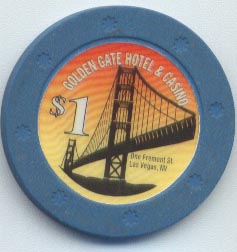 GOLDEN GATE HOTEL & CASINO
$1
One Fremont St.
Las Vegas, NV